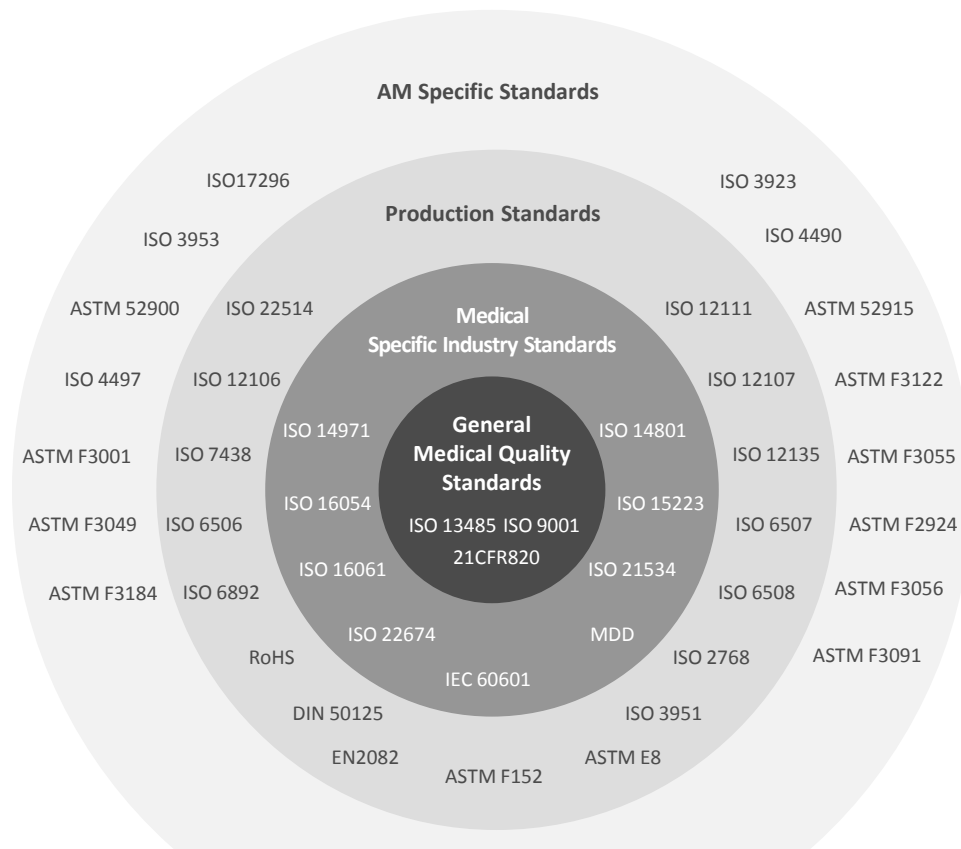 AM Specific Standards
ISO17296
ISO 3923
ISO 3953
ISO 4490
ASTM 52900
ASTM 52915
ISO 4497
ASTM F3122
ASTM F3001
ASTM F3055
ASTM F3049
ASTM F2924
ASTM F3184
ASTM F3056
ASTM F3091
Production Standards
ISO 22514
ISO 12111
ISO 12106
ISO 12107
ISO 7438
ISO 12135
ISO 6506
ISO 6507
ISO 6892
ISO 6508
RoHS
ISO 2768
DIN 50125
ISO 3951
EN2082
ASTM E8
ASTM F152
Medical
Specific Industry Standards
ISO 14971
ISO 14801
ISO 16054
ISO 15223
ISO 16061
ISO 21534
ISO 22674
MDD
IEC 60601
General
Medical Quality
Standards
ISO 13485 ISO 9001
21CFR820